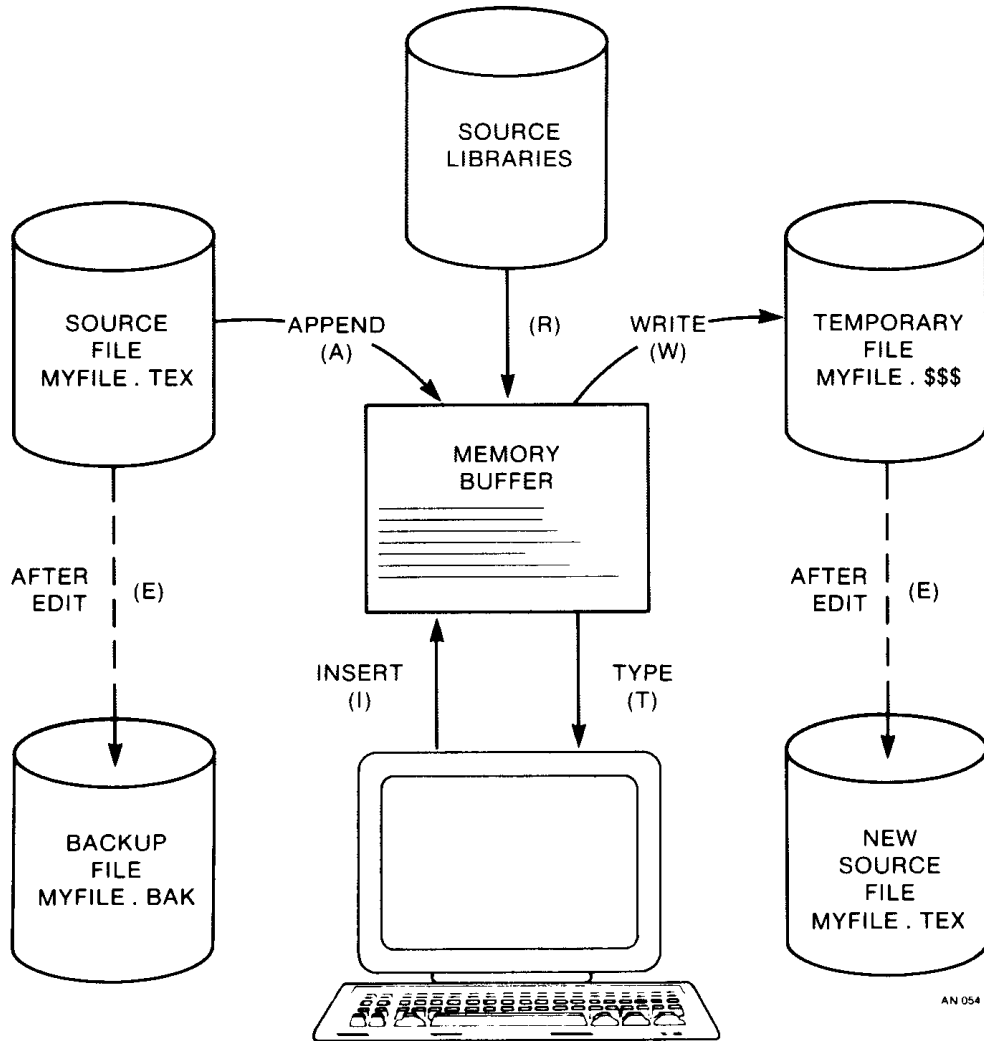 SOURCE
LIBRARIES
SOURCE
FILE
MYFILE . TEX
APPEND
(A)
(R)
WRITE
(W)
TEMPORARY
FILE
MYFILE . $$$
MEMORY
BUFFER
AFTER
EDIT
(E)
INSERT
(I)
TYPE
(T)
AFTER
EDIT
(E)
BACKUP
FILE
MYFILE . BAK
NEW
SOURCE
FILE
MYFILE . TEX
AN 054